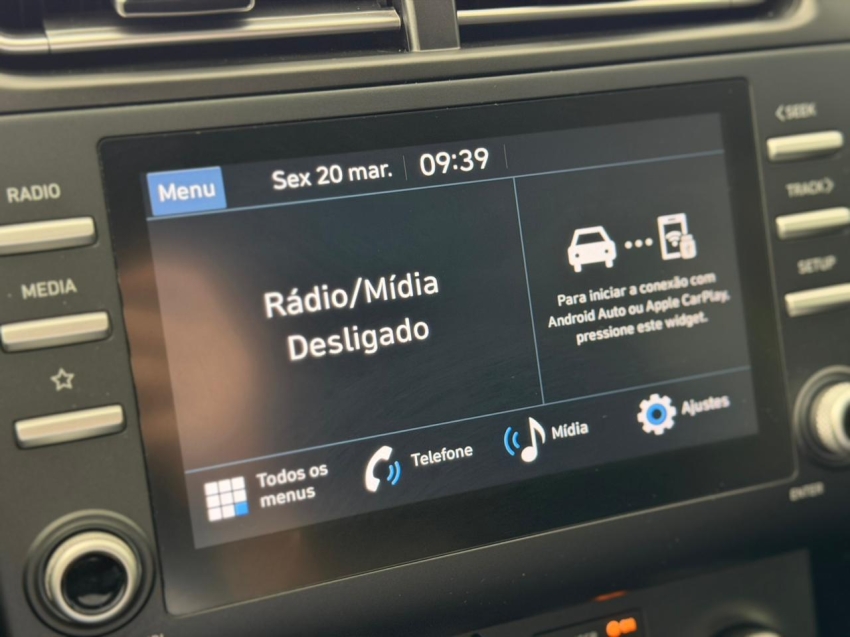 <SEEK
RADIO
Menu
Sex 20 mar.
09:39
TRACK>
MEDIA
Rádio/Mídia
Desligado
SETUP
Para iniciar a conexão com
Android Auto ou Apple CarPlay,
pressione este widget.
Todos os
menus
Telefone
Mídia
Ajustes
ENTER